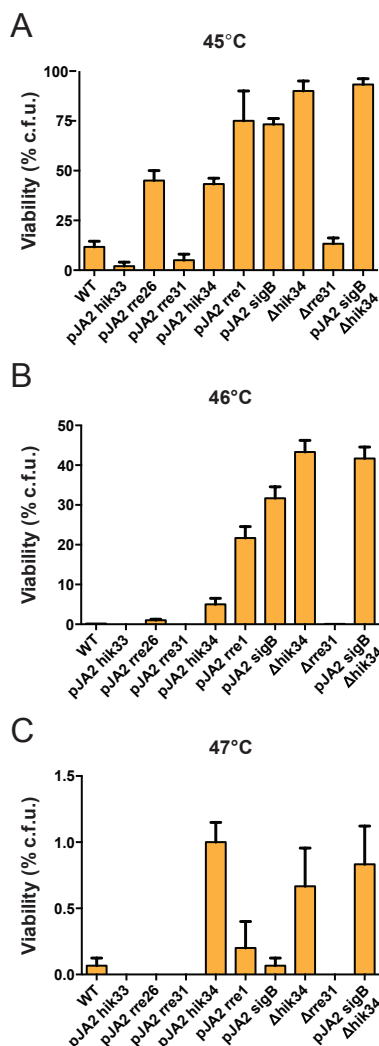 A
45°C
Viability (% c.f.u.)
100
75
50
25
0
WT
pJA2 hik33
pJA2 rre26
pJA2 rre31
pJA2 hik34
pJA2 rre1
pJA2 sigB
Δhik34
Δrre31
pJA2 sigB
Δhik34
B
46°C
Viability (% c.f.u.)
50
40
30
20
10
0
WT
pJA2 hik33
pJA2 rre26
pJA2 rre31
pJA2 hik34
pJA2 rre1
pJA2 sigB
Δhik34
Δrre31
pJA2 sigB
Δhik34
C
47°C
Viability (% c.f.u.)
1.5
1.0
0.5
0.0
WT
pJA2 hik33
pJA2 rre26
pJA2 rre31
pJA2 hik34
pJA2 rre1
pJA2 sigB
Δhik34
Δrre31
pJA2 sigB
Δhik34